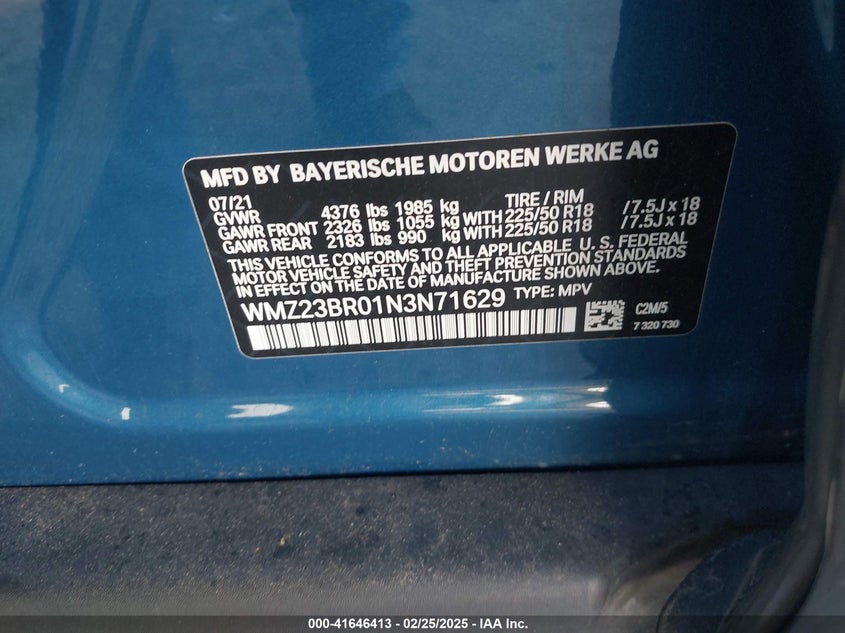 MFD BY BAYERISCHE MOTOREN WERKE AG
07/21 TIRE / RIM
GVWR 4376 lbs 1985 kg
GAWR FRONT 2326 lbs 1055 kg WITH 225/50 R18 /7.5J x 18
GAWR REAR 2183 lbs 990 kg WITH 225/50 R18 /7.5J x 18
THIS VEHICLE CONFORMS TO ALL APPLICABLE U. S. FEDERAL
MOTOR VEHICLE SAFETY AND THEFT PREVENTION STANDARDS
IN EFFECT ON THE DATE OF MANUFACTURE SHOWN ABOVE.
WMZ23BR01N3N71629 TYPE: MPV
C2M/5
7 320 730
000-41646413 - 02/25/2025 - IAA Inc.